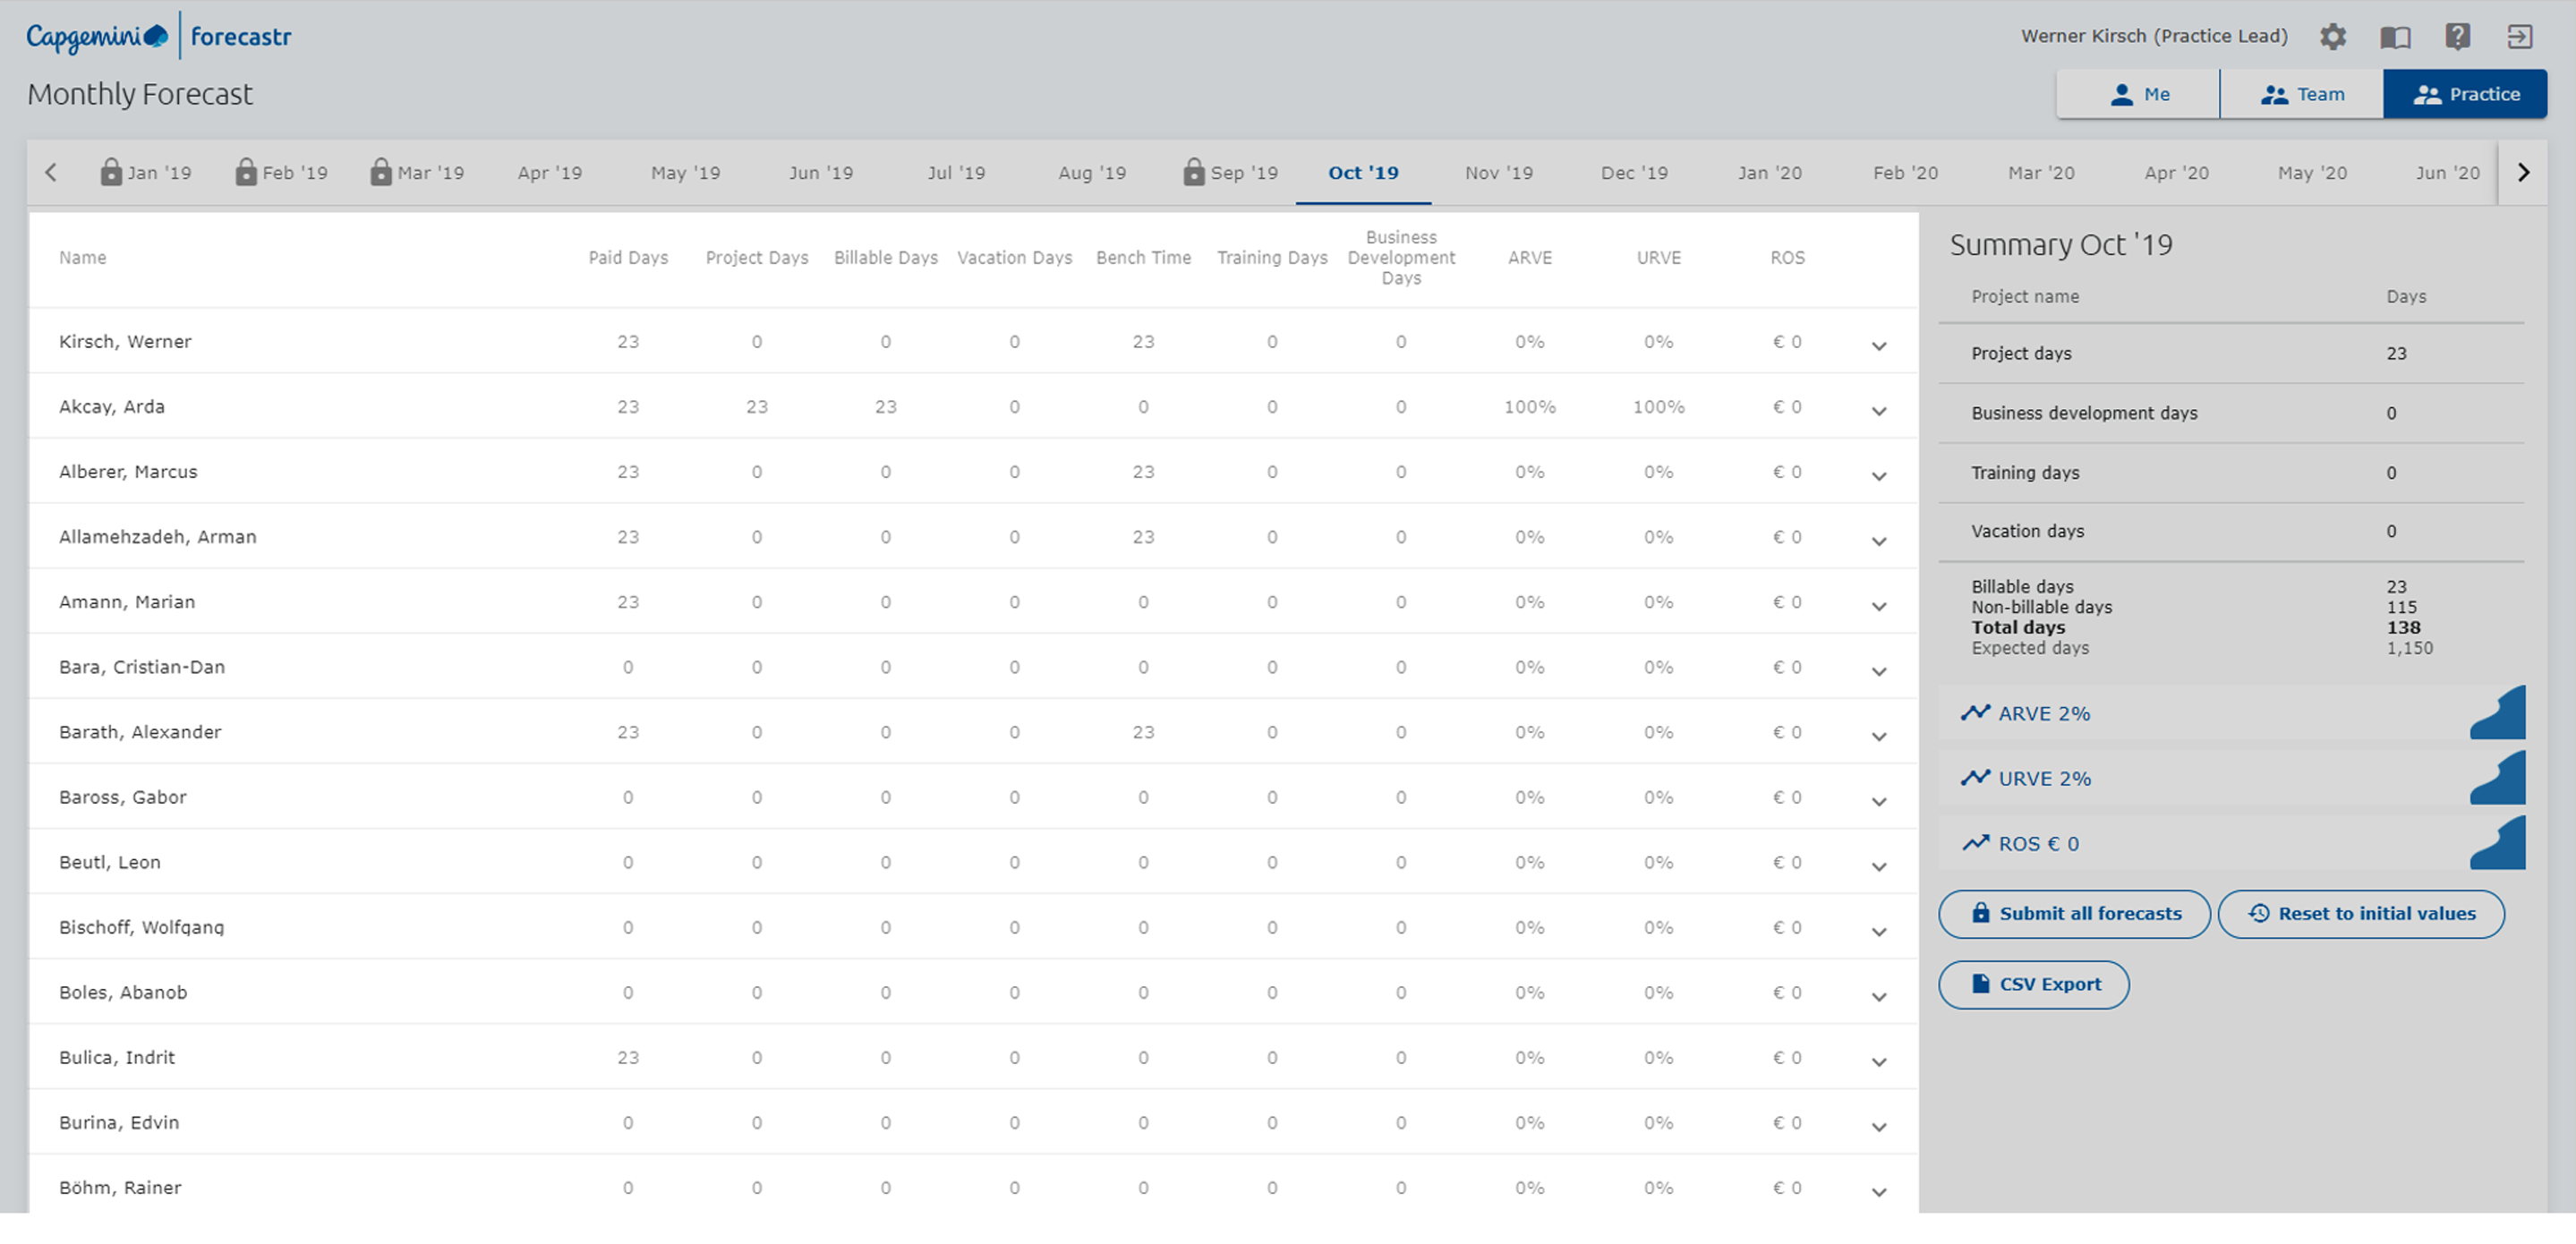 Capgemini forecastr
Werner Kirsch (Practice Lead)
Monthly Forecast
Me Team Practice
Jan '19 Feb '19 Mar '19 Apr '19 May '19 Jun '19 Jul '19 Aug '19 Sep '19 Oct '19 Nov '19 Dec '19 Jan '20 Feb '20 Mar '20 Apr '20 May '20 Jun '20
Name Paid Days Project Days Billable Days Vacation Days Bench Time Training Days Business Development Days ARVE URVE ROS
Kirsch, Werner 23 0 0 0 23 0 0 0% 0% € 0
Akcay, Arda 23 23 23 0 0 0 0 100% 100% € 0
Alberer, Marcus 23 0 0 0 23 0 0 0% 0% € 0
Allamehzadeh, Arman 23 0 0 0 23 0 0 0% 0% € 0
Amann, Marian 23 0 0 0 0 0 0 0% 0% € 0
Bara, Cristian-Dan 0 0 0 0 0 0 0 0% 0% € 0
Barath, Alexander 23 0 0 0 23 0 0 0% 0% € 0
Baross, Gabor 0 0 0 0 0 0 0 0% 0% € 0
Beutl, Leon 0 0 0 0 0 0 0 0% 0% € 0
Bischoff, Wolfgang 0 0 0 0 0 0 0 0% 0% € 0
Boles, Abanob 0 0 0 0 0 0 0 0% 0% € 0
Bulica, Indrit 23 0 0 0 0 0 0 0% 0% € 0
Burina, Edvin 0 0 0 0 0 0 0 0% 0% € 0
Böhm, Rainer 0 0 0 0 0 0 0 0% 0% € 0
Summary Oct '19
Project name Days
Project days 23
Business development days 0
Training days 0
Vacation days 0
Billable days 23
Non-billable days 115
Total days 138
Expected days 1,150
ARVE 2%
URVE 2%
ROS € 0
Submit all forecasts Reset to initial values
CSV Export